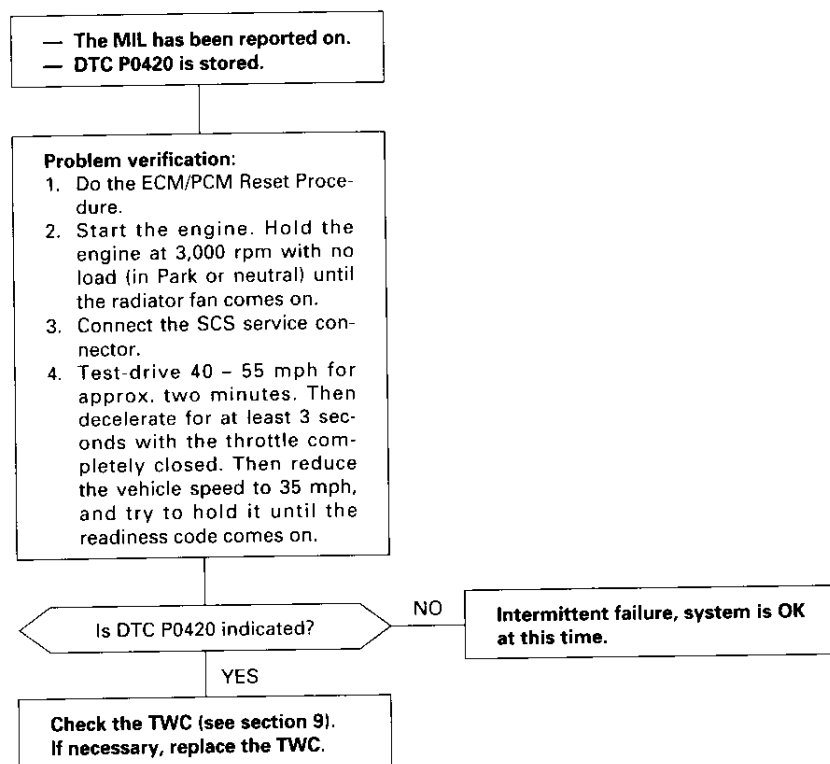 — The MIL has been reported on.
— DTC P0420 is stored.
Problem verification:
1. Do the ECM/PCM Reset Proce-
dure.
2. Start the engine. Hold the
engine at 3,000 rpm with no
load (in Park or neutral) until
the radiator fan comes on.
3. Connect the SCS service con-
nector.
4. Test-drive 40 – 55 mph for
approx. two minutes. Then
decelerate for at least 3 sec-
onds with the throttle com-
pletely closed. Then reduce
the vehicle speed to 35 mph,
and try to hold it until the
readiness code comes on.
Is DTC P0420 indicated?
NO
Intermittent failure, system is OK
at this time.
YES
Check the TWC (see section 9).
If necessary, replace the TWC.